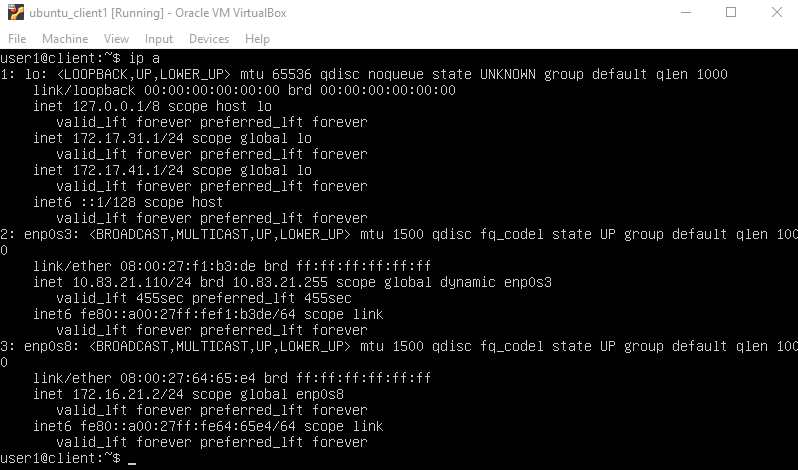 ubuntu_client1 [Running] - Oracle VM VirtualBox
File Machine View Input Devices Help
user1@client:~$ ip a
1: lo: <LOOPBACK,UP,LOWER_UP> mtu 65536 qdisc noqueue state UNKNOWN group default qlen 1000
    link/loopback 00:00:00:00:00:00 brd 00:00:00:00:00:00
    inet 127.0.0.1/8 scope host lo
       valid_lft forever preferred_lft forever
    inet 172.17.31.1/24 scope global lo
       valid_lft forever preferred_lft forever
    inet 172.17.41.1/24 scope global lo
       valid_lft forever preferred_lft forever
    inet6 ::1/128 scope host
       valid_lft forever preferred_lft forever
2: enp0s3: <BROADCAST,MULTICAST,UP,LOWER_UP> mtu 1500 qdisc fq_codel state UP group default qlen 100
0
    link/ether 08:00:27:f1:b3:de brd ff:ff:ff:ff:ff:ff
    inet 10.83.21.110/24 brd 10.83.21.255 scope global dynamic enp0s3
       valid_lft 455sec preferred_lft 455sec
    inet6 fe80::a00:27ff:fef1:b3de/64 scope link
       valid_lft forever preferred_lft forever
3: enp0s8: <BROADCAST,MULTICAST,UP,LOWER_UP> mtu 1500 qdisc fq_codel state UP group default qlen 100
0
    link/ether 08:00:27:64:65:e4 brd ff:ff:ff:ff:ff:ff
    inet 172.16.21.2/24 scope global enp0s8
       valid_lft forever preferred_lft forever
    inet6 fe80::a00:27ff:fe64:65e4/64 scope link
       valid_lft forever preferred_lft forever
user1@client:~$ _